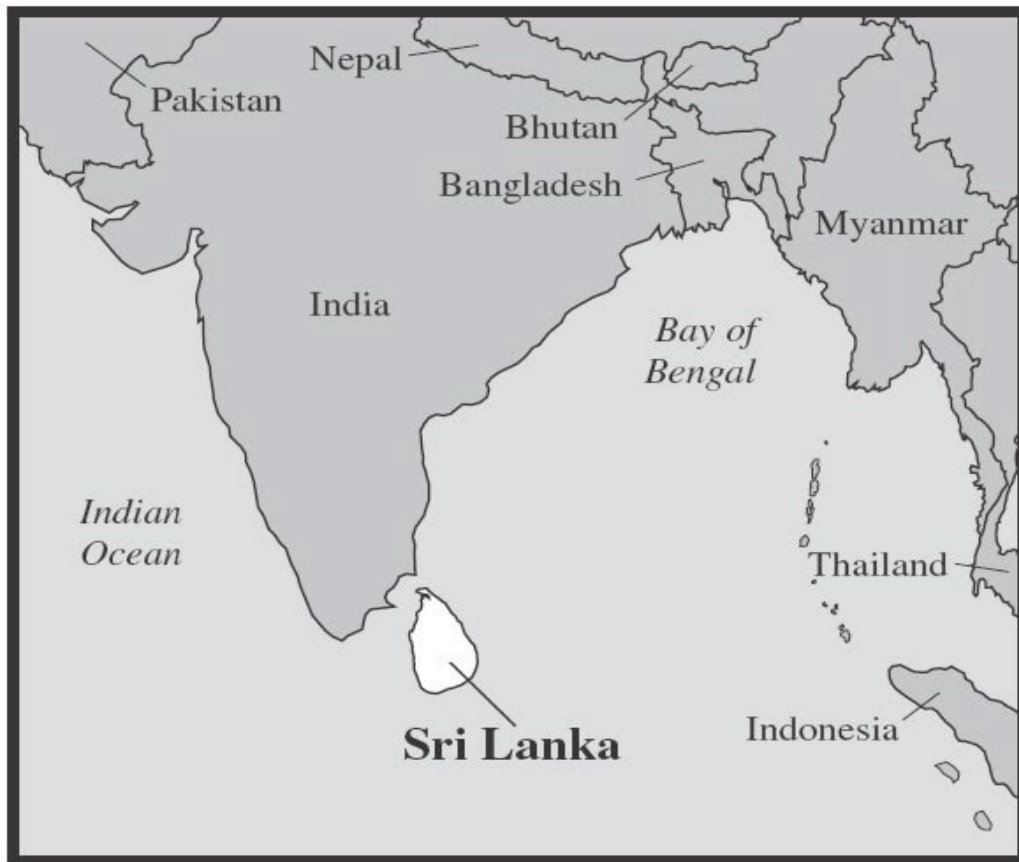 Nepal
Pakistan
Bhutan
Bangladesh
Myanmar
India
Bay of
Bengal
Indian
Ocean
Thailand
Indonesia
Sri Lanka